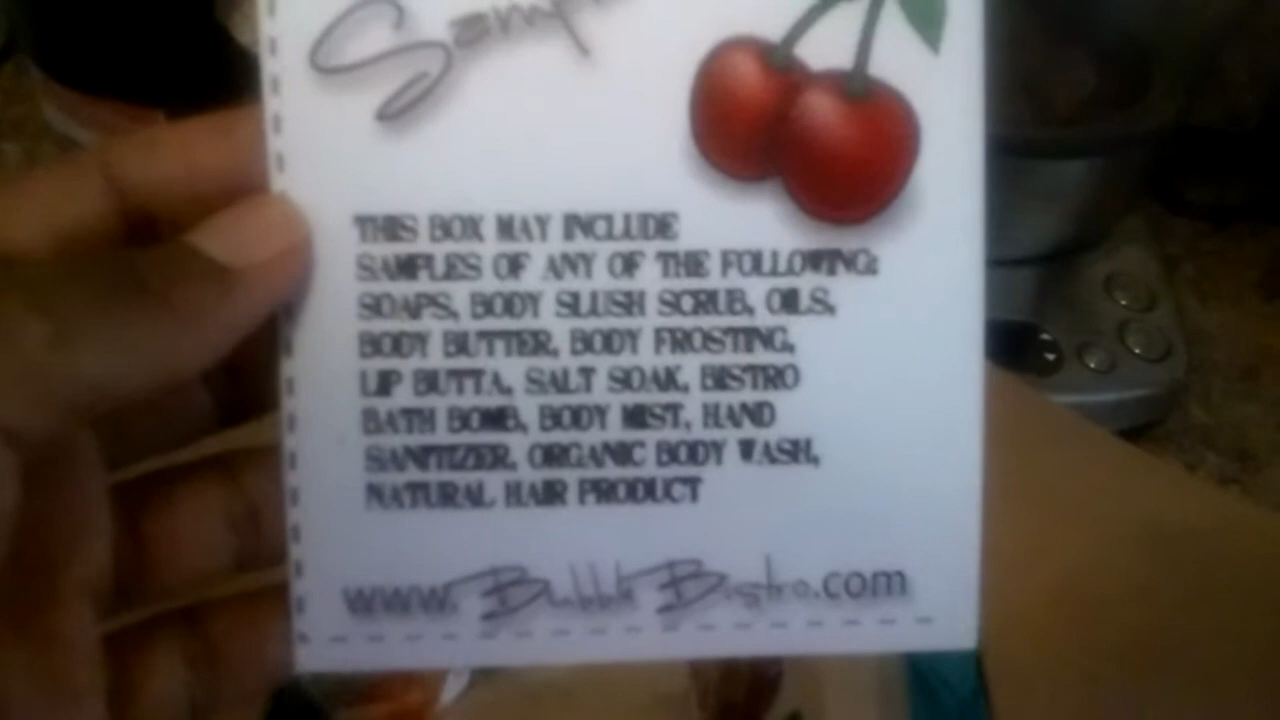 THIS BOX MAY INCLUDE
SAMPLES OF ANY OF THE FOLLOWING:
SOAPS, BODY SLUSH SCRUB, OILS,
BODY BUTTER, BODY FROSTING,
LIP BUTTA, SALT SOAK, BISTRO
BATH BOMB, BODY MIST, HAND
SANITIZER, ORGANIC BODY WASH,
NATURAL HAIR PRODUCT
www.BubbleBistro.com